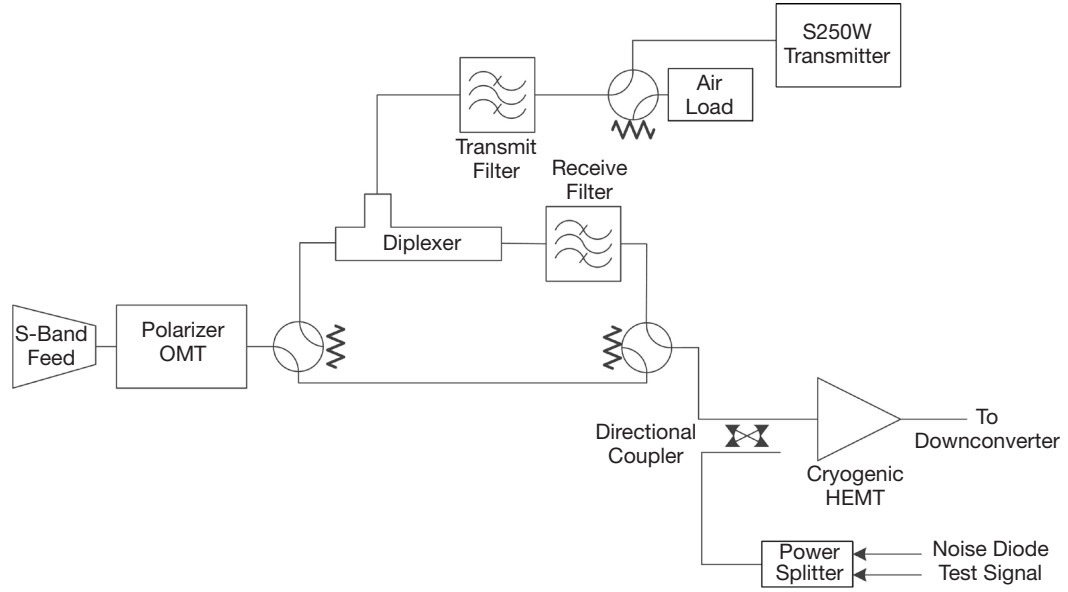 S250W
Transmitter
Air
Load
Transmit
Filter
Receive
Filter
Diplexer
S-Band
Feed
Polarizer
OMT
Directional
Coupler
Cryogenic
HEMT
To
Downconverter
Power
Splitter
Noise Diode
Test Signal